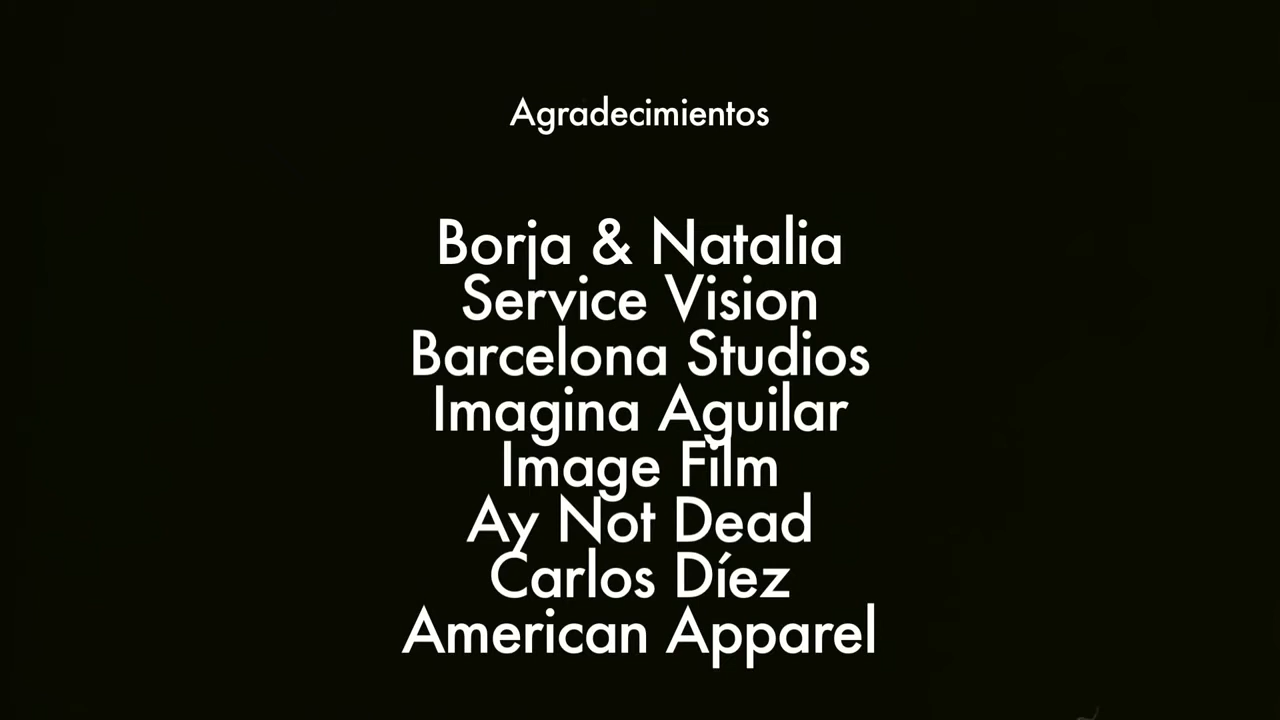 Agradecimientos
Borja & Natalia
Service Vision
Barcelona Studios
Imagina Aguilar
Image Film
Ay Not Dead
Carlos Díez
American Apparel